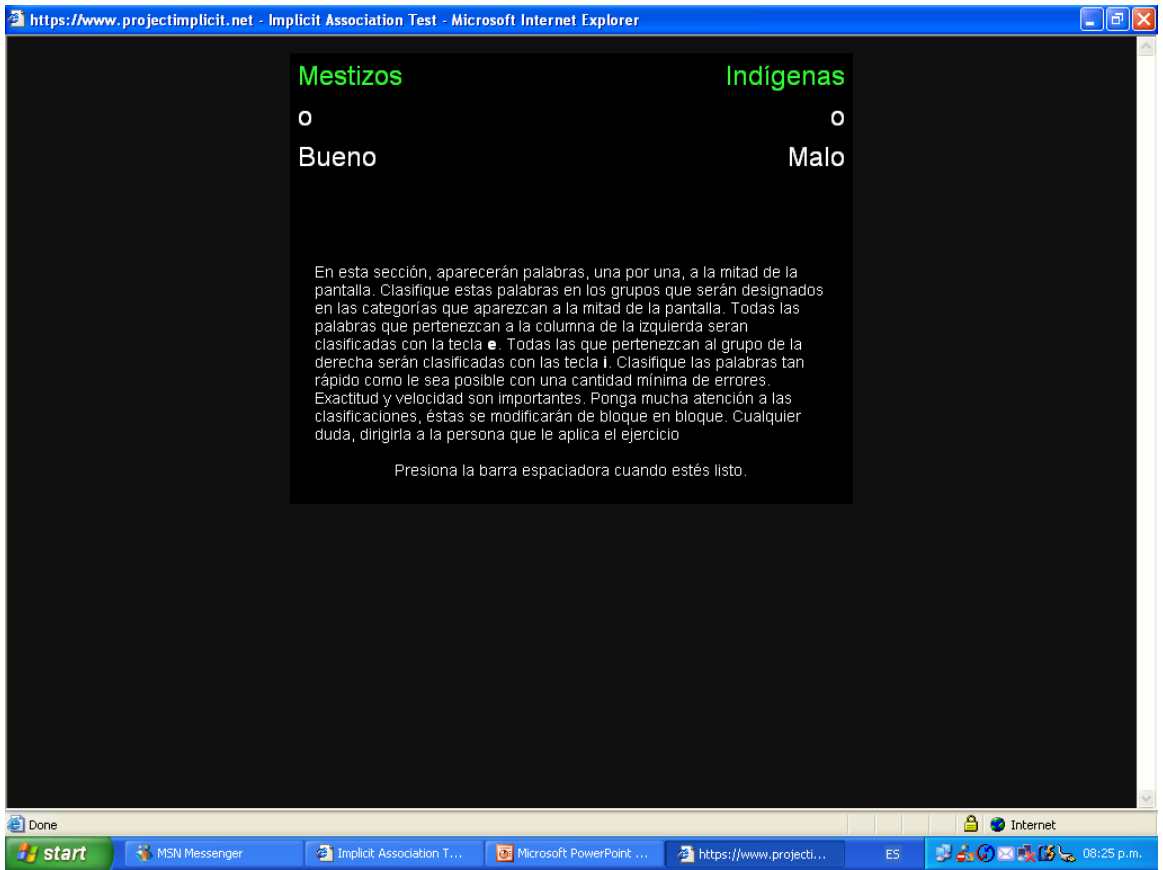 https://www.projectimplicit.net - Implicit Association Test - Microsoft Internet Explorer
Mestizos Indígenas
o o
Bueno Malo
En esta sección, aparecerán palabras, una por una, a la mitad de la
pantalla. Clasifique estas palabras en los grupos que serán designados
en las categorías que aparezcan a la mitad de la pantalla. Todas las
palabras que pertenezcan a la columna de la izquierda seran
clasificadas con la tecla e. Todas las que pertenezcan al grupo de la
derecha serán clasificadas con las tecla i. Clasifique las palabras tan
rápido como le sea posible con una cantidad mínima de errores.
Exactitud y velocidad son importantes. Ponga mucha atención a las
clasificaciones, éstas se modificarán de bloque en bloque. Cualquier
duda, dirigirla a la persona que le aplica el ejercicio
Presiona la barra espaciadora cuando estés listo.
Done Internet
start MSN Messenger Implicit Association T... Microsoft PowerPoint ... https://www.projecti... ES 08:25 p.m.